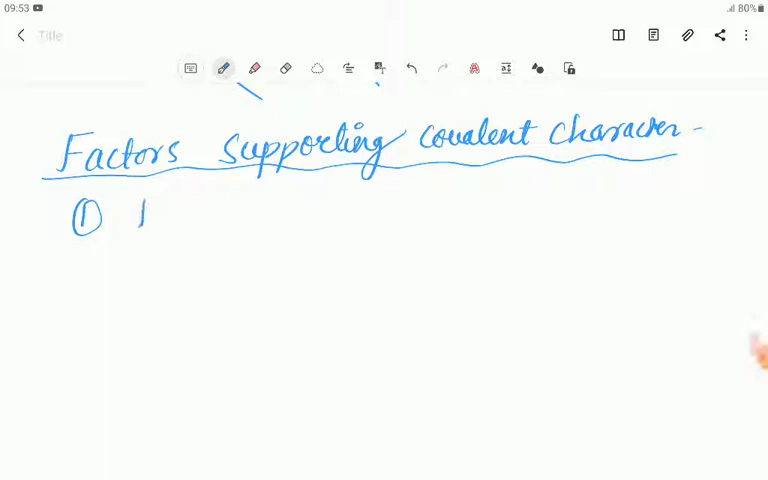 09:53 80%
Title
Factors supporting covalent character -
①